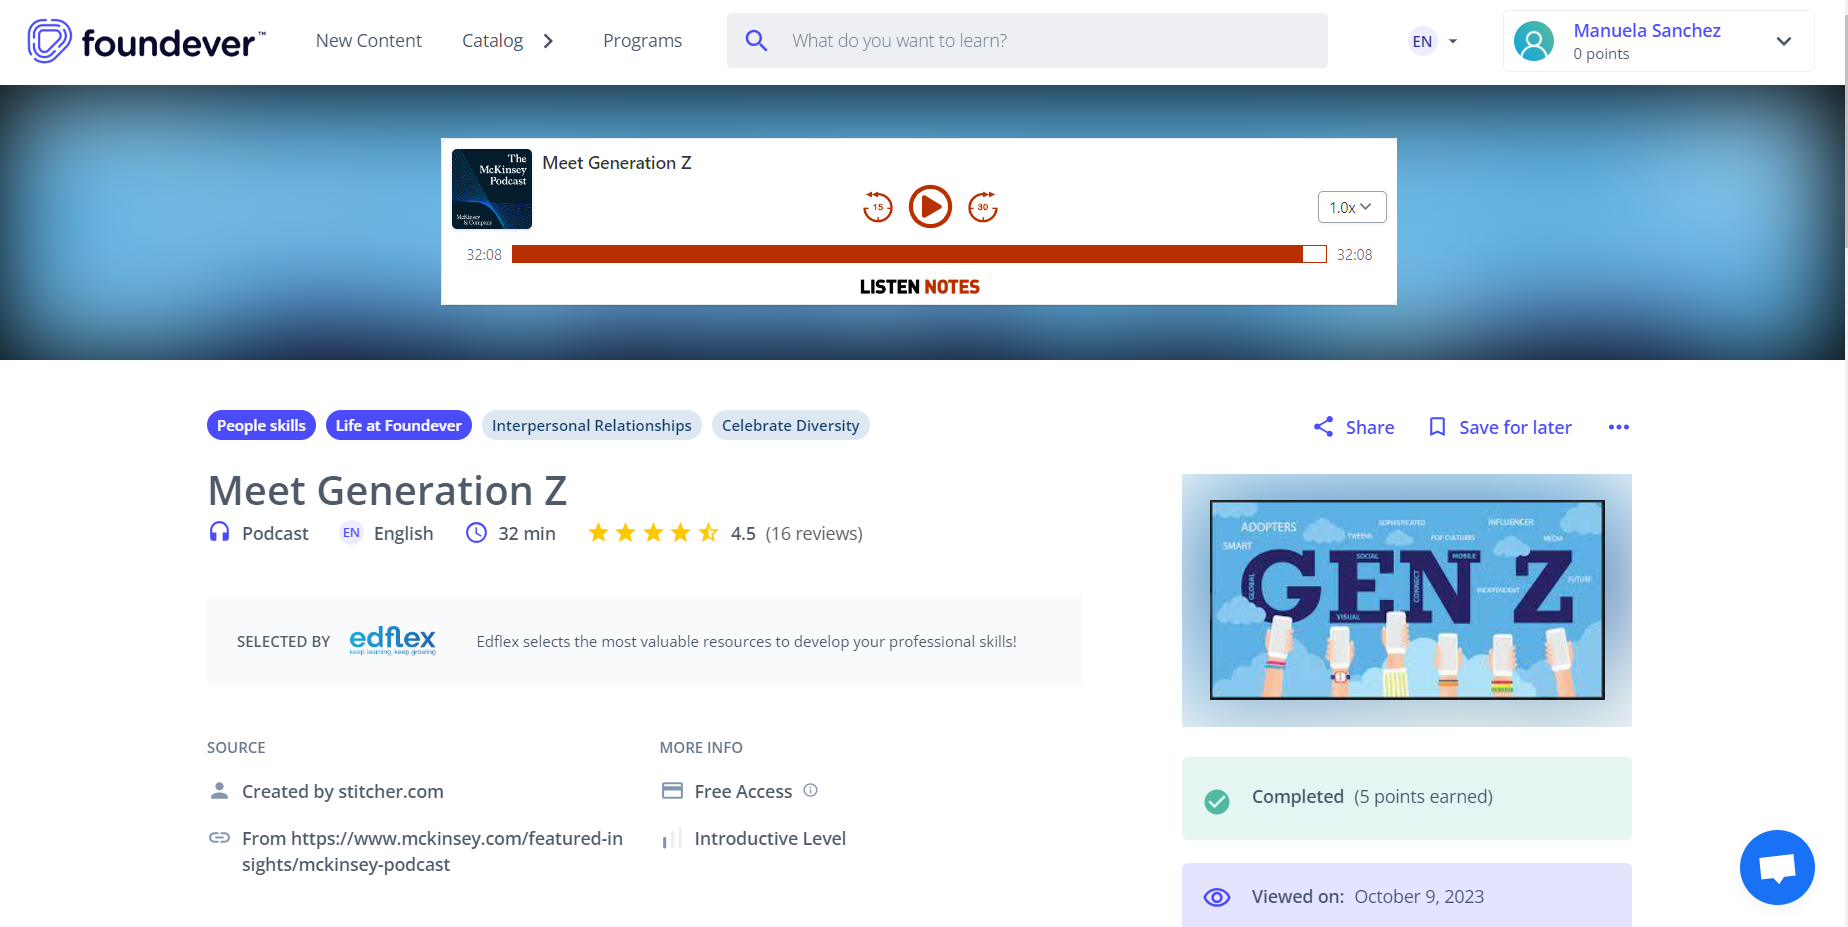 foundever™
New Content
Catalog
Programs
What do you want to learn?
EN
Manuela Sanchez
0 points
The
McKinsey
Podcast
McKinsey
& Company
Meet Generation Z
15
30
1.0x
32:08
32:08
LISTEN NOTES
People skills
Life at Foundever
Interpersonal Relationships
Celebrate Diversity
Share
Save for later
Meet Generation Z
Podcast
EN
English
32 min
4.5
(16 reviews)
ADOPTERS
SOPHISTICATED
INFLUENCER
SMART
TWEENS
POP CULTURES
MEDIA
SOCIAL
MOBILE
GEN Z
GLOBAL
CONNECT
INDEPENDENT
FUTURE
VISUAL
SELECTED BY
edflex
keep learning, keep growing
Edflex selects the most valuable resources to develop your professional skills!
SOURCE
MORE INFO
Created by stitcher.com
Free Access
From https://www.mckinsey.com/featured-in
sights/mckinsey-podcast
Introductive Level
Completed (5 points earned)
Viewed on: October 9, 2023